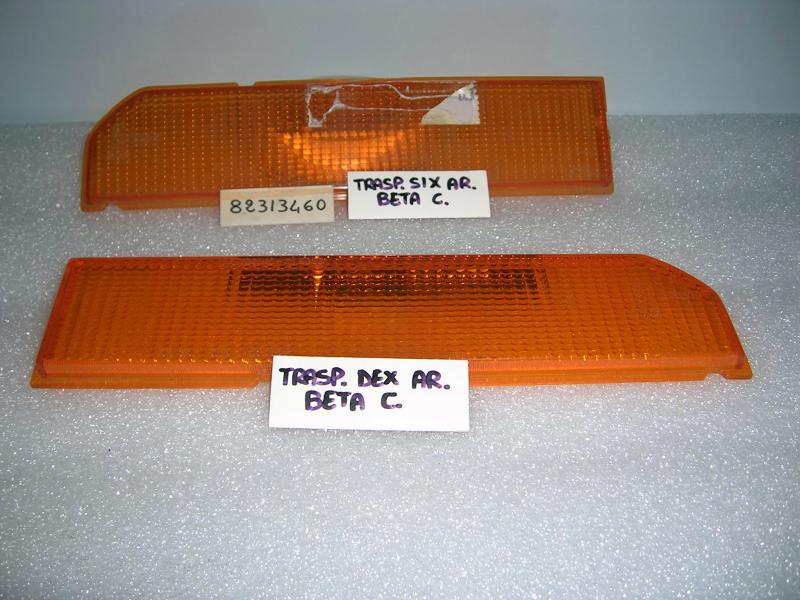 82313460
TRASP. SIX AR.
BETA C.
TRASP. DEX AR.
BETA C.